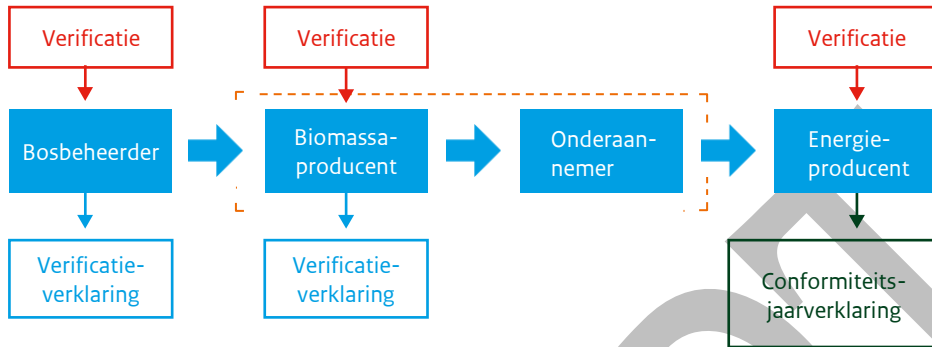 Verificatie
Verificatie
Verificatie
Bosbeheerder
Biomassa-
producent
Onderaan-
nemer
Energie-
producent
Verificatie-
verklaring
Verificatie-
verklaring
Conformiteits-
jaarverklaring